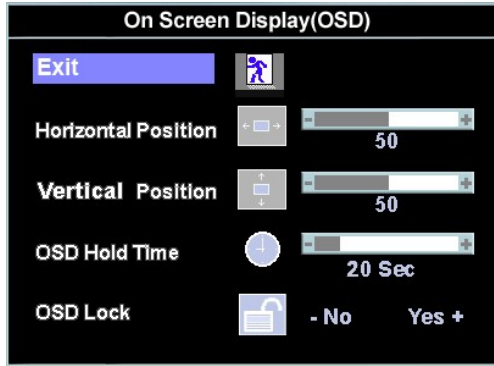 On Screen Display(OSD)
Exit
Horizontal Position
- +
50
Vertical Position
- +
50
OSD Hold Time
- +
20 Sec
OSD Lock - No Yes +